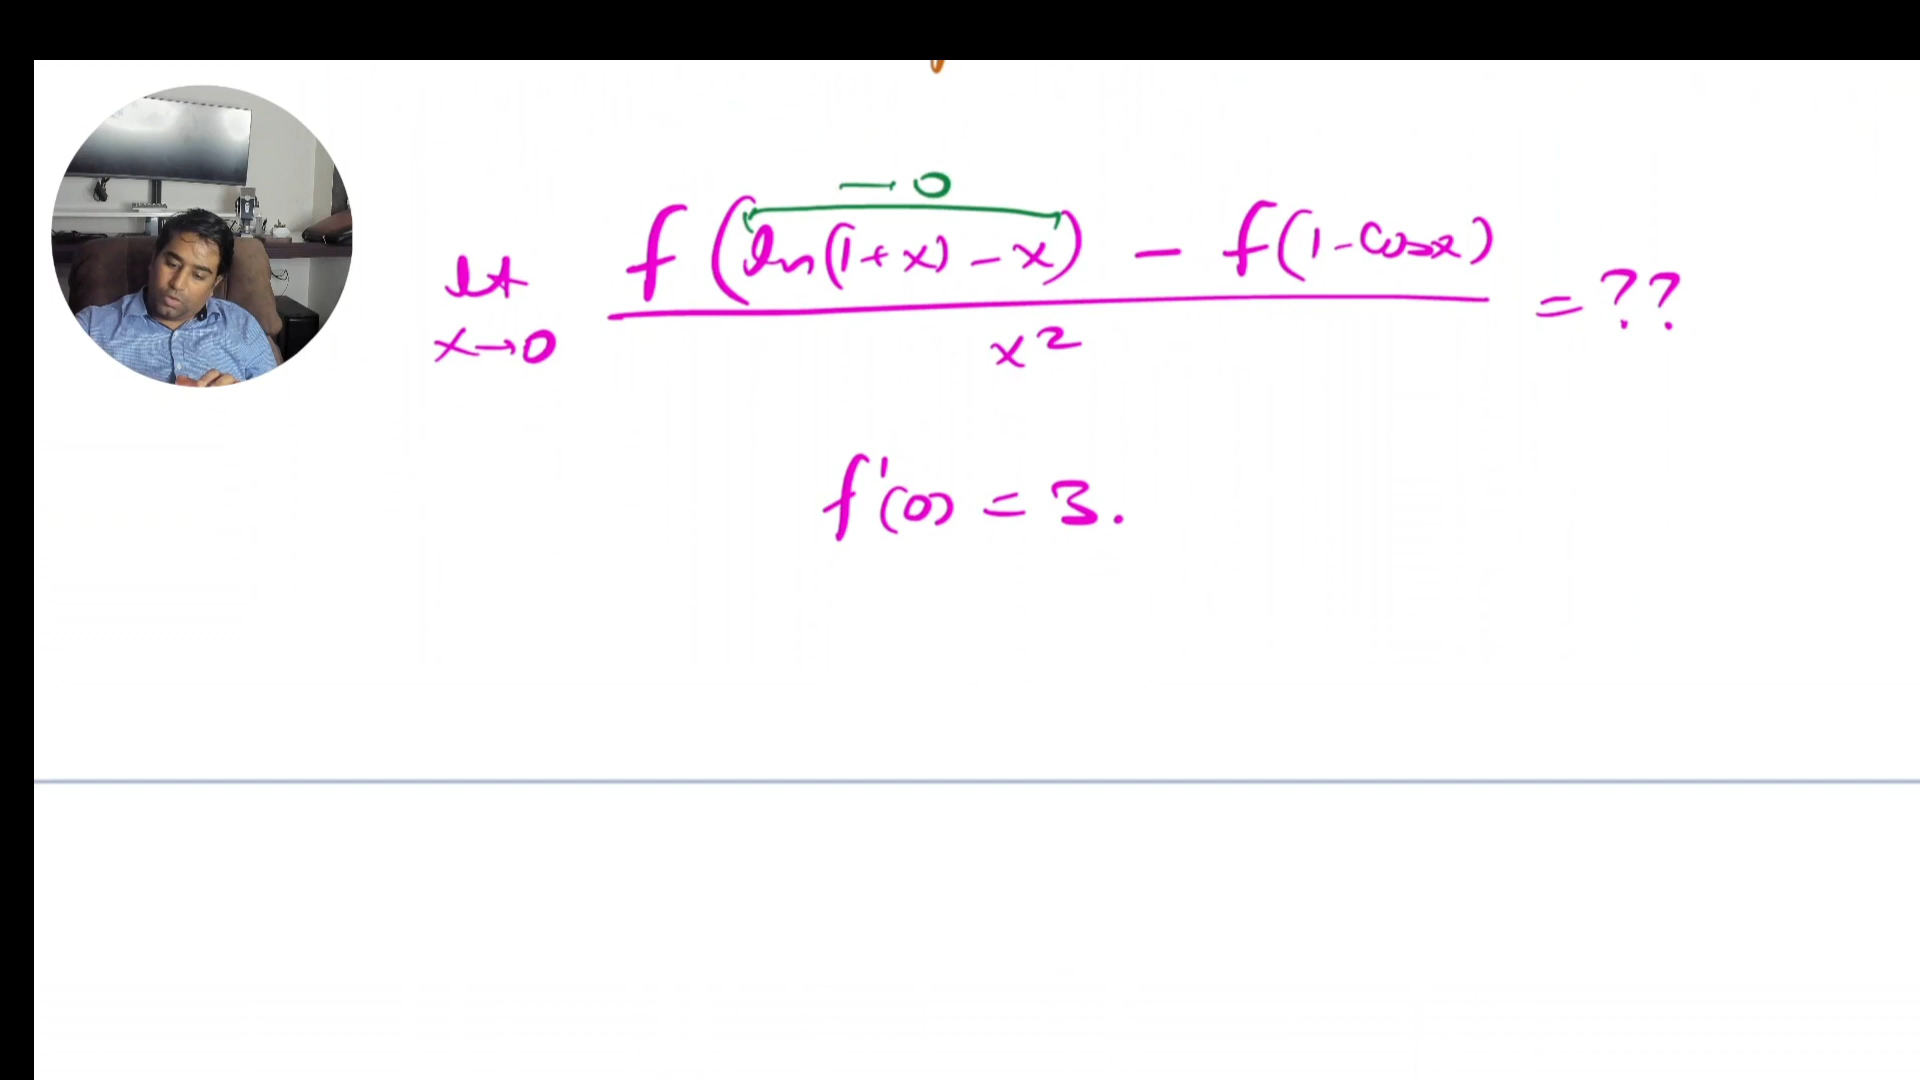 → 0
lt x→0 f(ln(1+x) - x) - f(1-cosx) / x² = ??
f'(0) = 3.